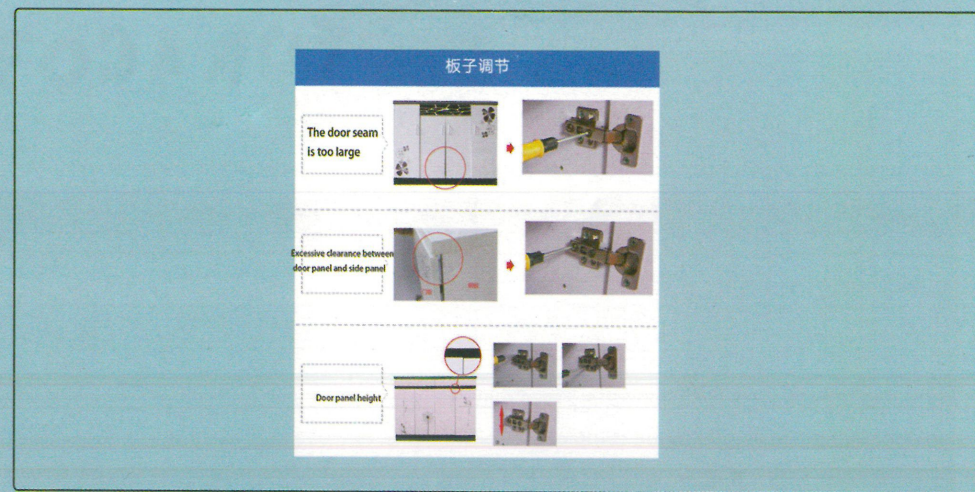 板子调节
The door seam
is too large
Excessive clearance between
door panel and side panel
Door panel height